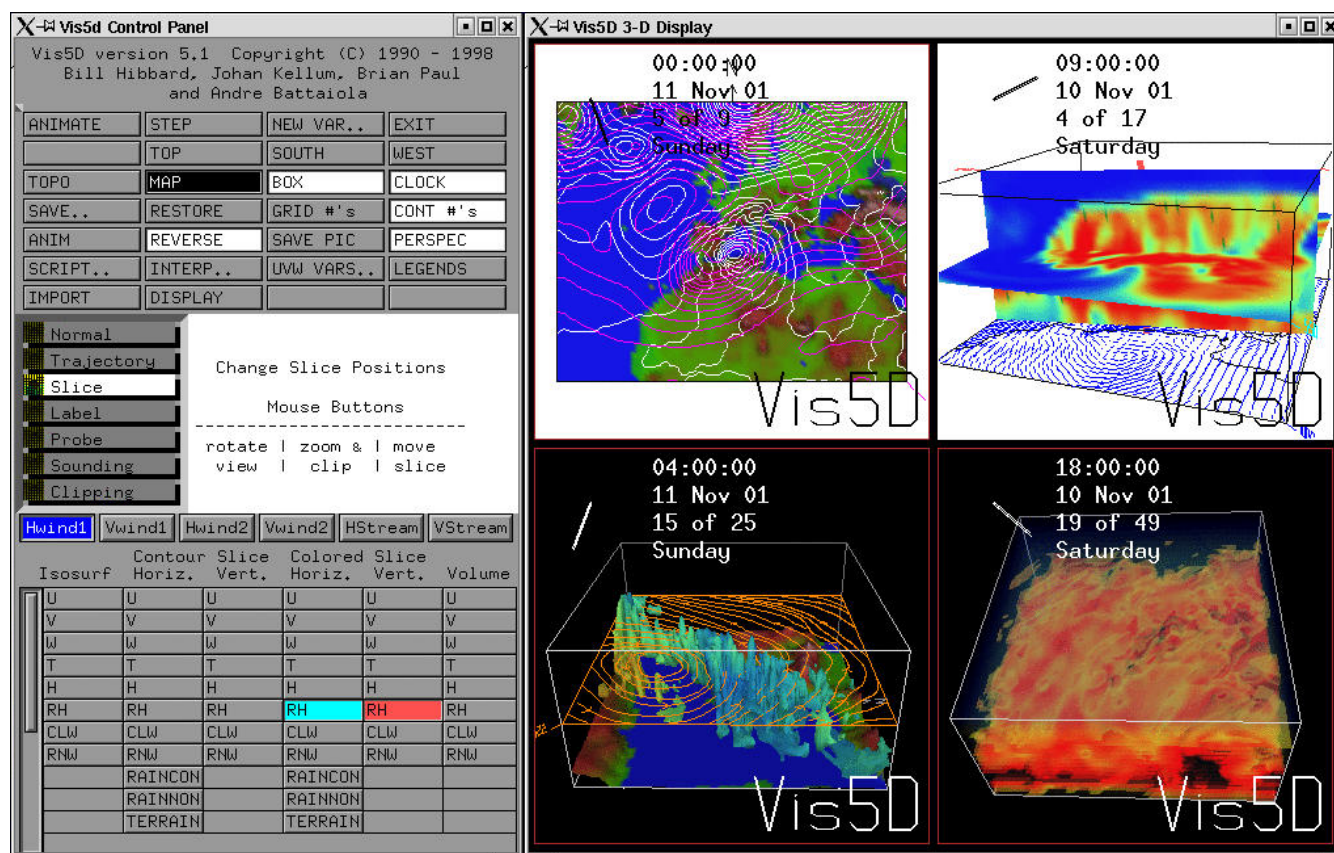 Vis5d Control Panel
Vis5D version 5.1 Copyright (C) 1990 - 1998
Bill Hibbard, Johan Kellum, Brian Paul
and Andre Battaiola
ANIMATE STEP NEW VAR.. EXIT
TOP SOUTH WEST
TOPO MAP BOX CLOCK
SAVE.. RESTORE GRID #'s CONT #'s
ANIM REVERSE SAVE PIC PERSPEC
SCRIPT.. INTERP.. UVW VARS.. LEGENDS
IMPORT DISPLAY
Normal
Trajectory
Slice
Label
Probe
Sounding
Clipping
Change Slice Positions
Mouse Buttons
---------------------------
rotate | zoom & | move
view | clip | slice
Hwind1 Vwind1 Hwind2 Vwind2 HStream VStream
Contour Slice Colored Slice
Isosurf Horiz. Vert. Horiz. Vert. Volume
U U U U U U
V V V V V V
W W W W W W
T T T T T T
H H H H H H
RH RH RH RH RH RH
CLW CLW CLW CLW CLW CLW
RNW RNW RNW RNW RNW RNW
RAINCON RAINCON
RAINNON RAINNON
TERRAIN TERRAIN
Vis5D 3-D Display
00:00:00
11 Nov 01
5 of 9
Sunday
Vis5D
09:00:00
10 Nov 01
4 of 17
Saturday
Vis5D
04:00:00
11 Nov 01
15 of 25
Sunday
Vis5D
18:00:00
10 Nov 01
19 of 49
Saturday
Vis5D